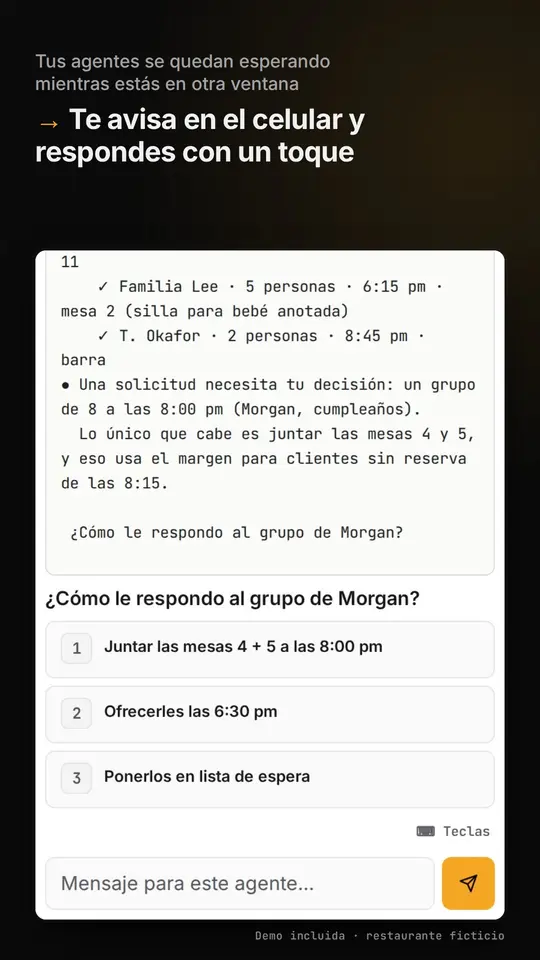 Tus agentes se quedan esperando
mientras estás en otra ventana
→ Te avisa en el celular y
respondes con un toque
11
✓ Familia Lee · 5 personas · 6:15 pm ·
mesa 2 (silla para bebé anotada)
✓ T. Okafor · 2 personas · 8:45 pm ·
barra
● Una solicitud necesita tu decisión: un grupo
de 8 a las 8:00 pm (Morgan, cumpleaños).
Lo único que cabe es juntar las mesas 4 y 5,
y eso usa el margen para clientes sin reserva
de las 8:15.
¿Cómo le respondo al grupo de Morgan?
¿Cómo le respondo al grupo de Morgan?
1 Juntar las mesas 4 + 5 a las 8:00 pm
2 Ofrecerles las 6:30 pm
3 Ponerlos en lista de espera
⌨ Teclas
Mensaje para este agente...
Demo incluida · restaurante ficticio